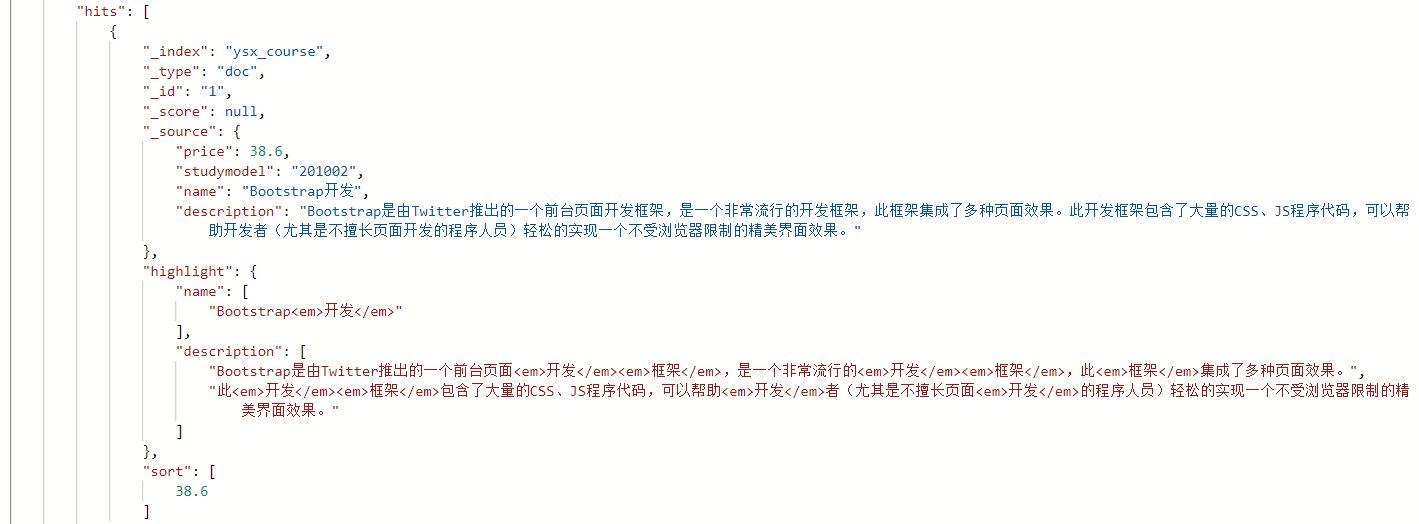 "hits": [
{
"_index": "ysx_course",
"_type": "doc",
"_id": "1",
"_score": null,
"_source": {
"price": 38.6,
"studymodel": "201002",
"name": "Bootstrap开发",
"description": "Bootstrap是由Twitter推出的一个前台页面开发框架，是一个非常流行的开发框架，此框架集成了多种页面效果。此开发框架包含了大量的CSS、JS程序代码，可以帮
助开发者（尤其是不擅长页面开发的程序人员）轻松的实现一个不受浏览器限制的精美界面效果。"
},
"highlight": {
"name": [
"Bootstrap<em>开发</em>"
],
"description": [
"Bootstrap是由Twitter推出的一个前台页面<em>开发</em><em>框架</em>，是一个非常流行的<em>开发</em><em>框架</em>，此<em>框架</em>集成了多种页面效果。",
"此<em>开发</em><em>框架</em>包含了大量的CSS、JS程序代码，可以帮助<em>开发</em>者（尤其是不擅长页面<em>开发</em>的程序人员）轻松的实现一个不受浏览器限制的精
美界面效果。"
]
},
"sort": [
38.6
]